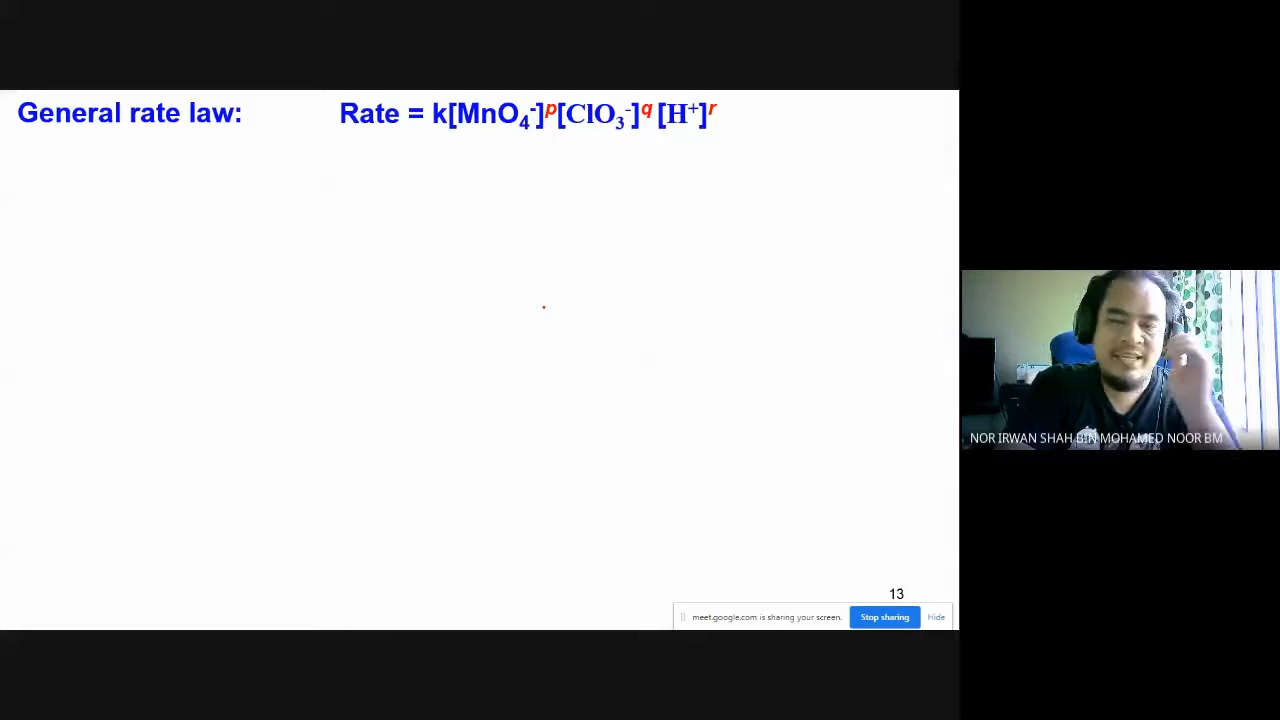 General rate law: Rate = k[MnO₄⁻]ᵖ[ClO₃⁻]^q [H⁺]ʳ
NOR IRWAN SHAH BIN MOHAMED NOOR BM
13
meet.google.com is sharing your screen. Stop sharing Hide